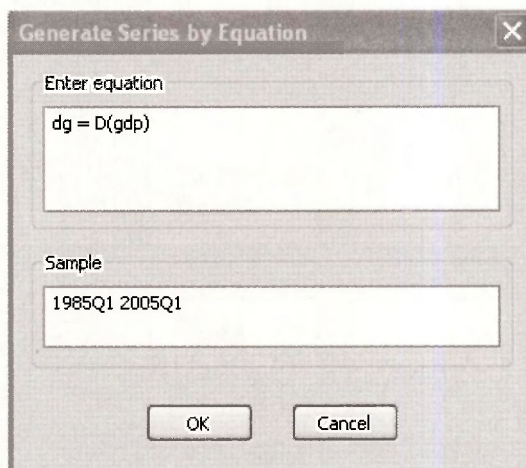 Generate Series by Equation
Enter equation
dg = D(gdp)
Sample
1985Q1 2005Q1
OK
Cancel